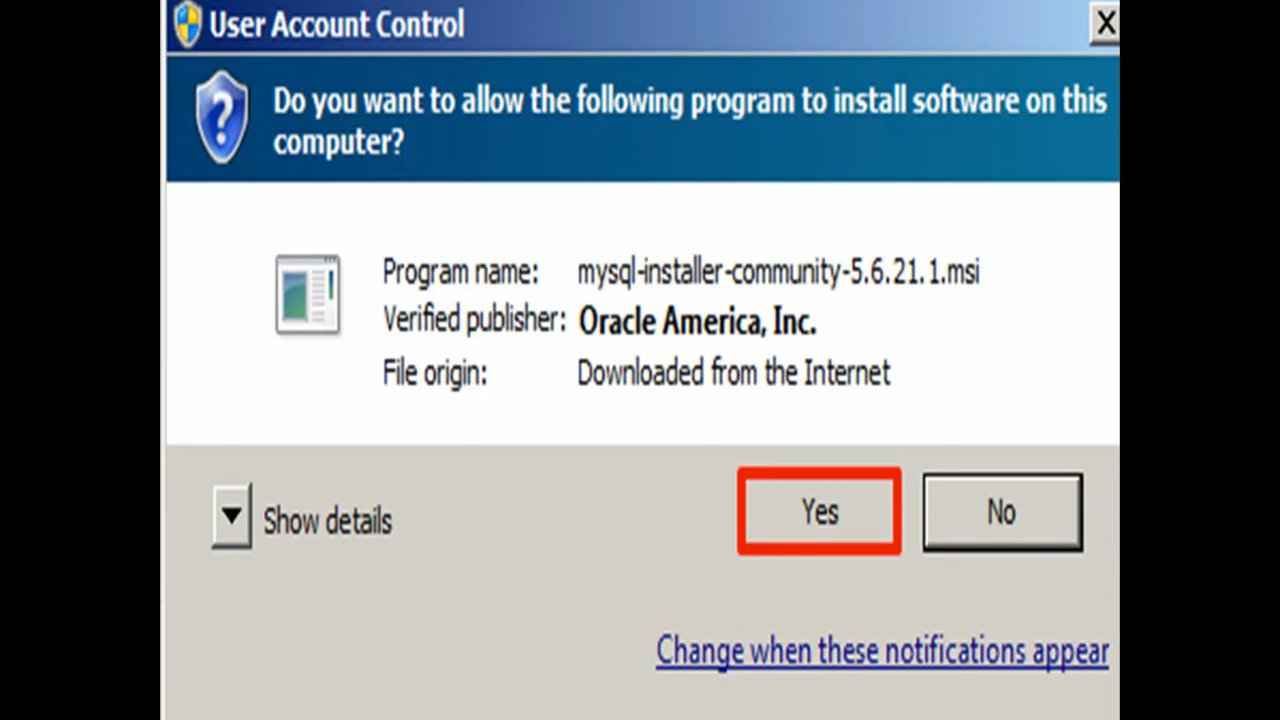 User Account Control
X
Do you want to allow the following program to install software on this
computer?
Program name: mysql-installer-community-5.6.21.1.msi
Verified publisher: Oracle America, Inc.
File origin: Downloaded from the Internet
Show details
Yes
No
Change when these notifications appear